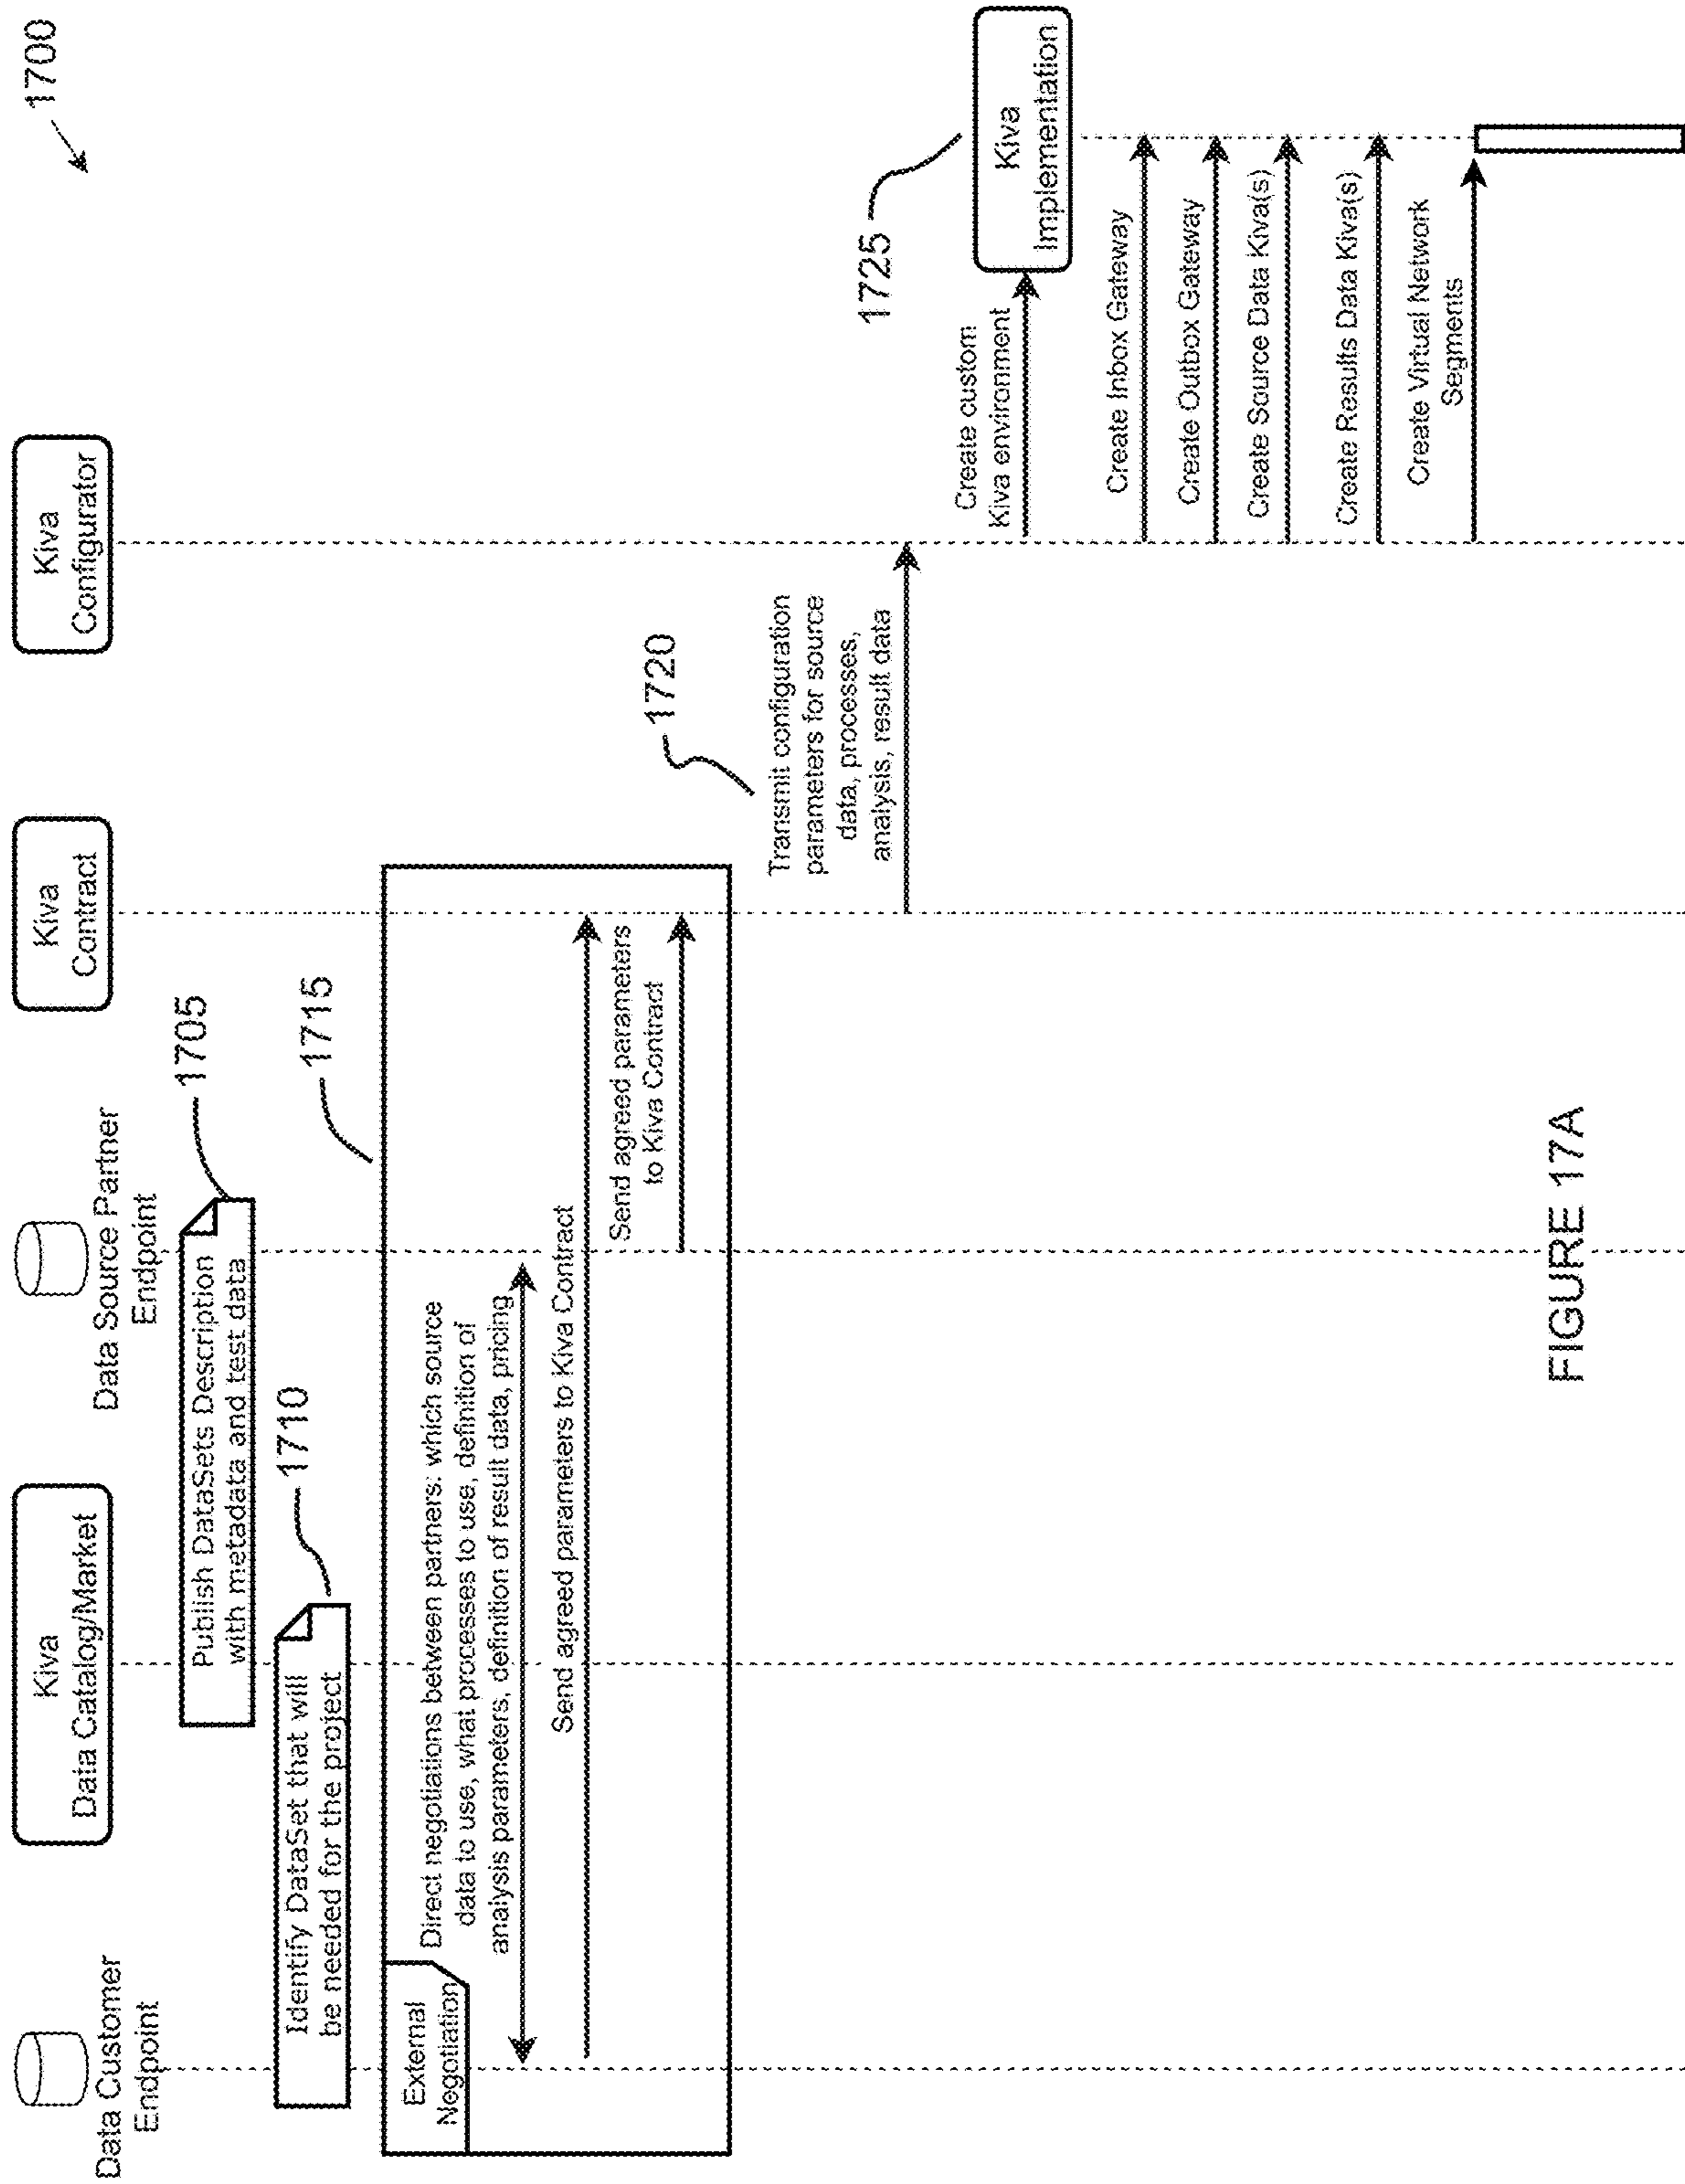 1700
Data Customer
Endpoint
Kiva
Data Catalog/Market
Data Source Partner
Endpoint
Kiva
Contract
Kiva
Configurator
1705
Publish DataSets Description
with metadata and test data
1710
Identify DataSet that will
be needed for the project
1715
External
Negotiation
Direct negotiations between partners: which source
data to use, what processes to use, definition of
analysis parameters, definition of result data, pricing
Send agreed parameters to Kiva Contract
Send agreed parameters
to Kiva Contract
1720
Transmit configuration
parameters for source
data, processes,
analysis, result data
1725
Kiva
Implementation
Create custom
Kiva environment
Create Inbox Gateway
Create Outbox Gateway
Create Source Data Kiva(s)
Create Results Data Kiva(s)
Create Virtual Network
Segments
FIGURE 17A